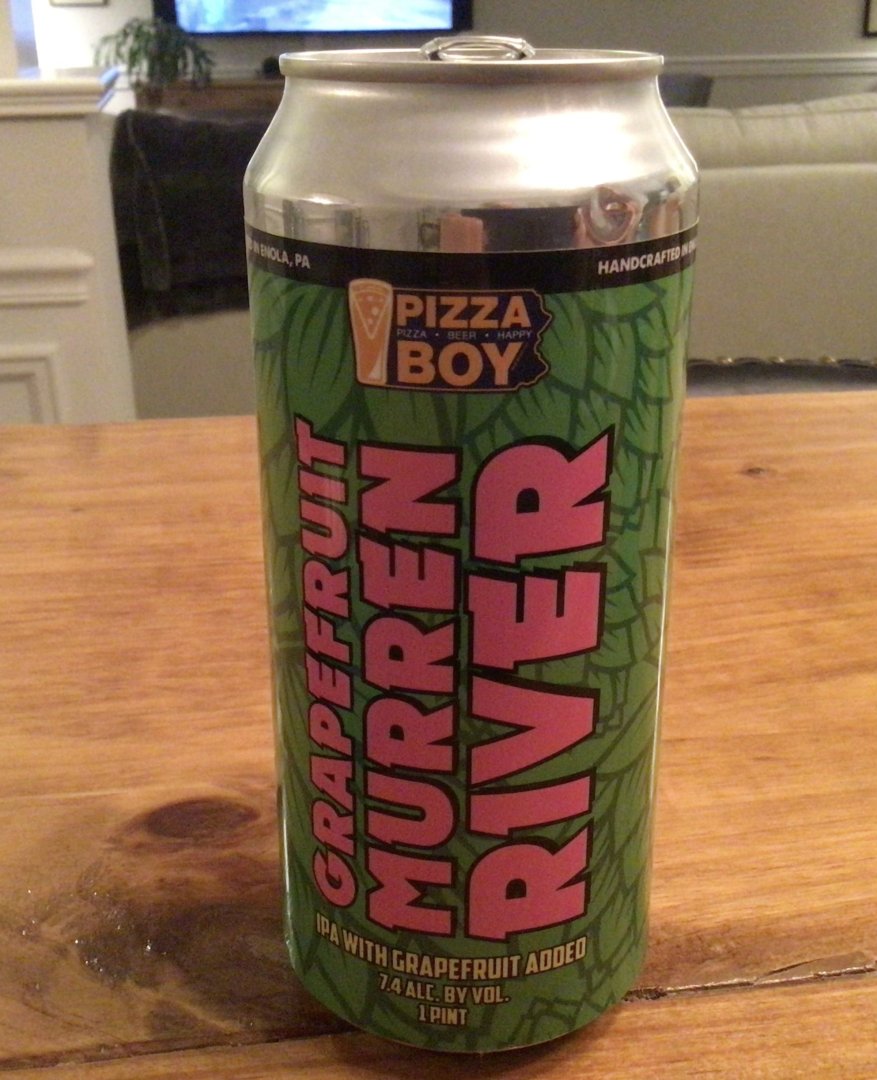 IN ENOLA, PA
HANDCRAFTED IN
PIZZA
PIZZA • BEER • HAPPY
BOY
GRAPEFRUIT
MURREN
RIVER
IPA WITH GRAPEFRUIT ADDED
7.4 ALC. BY VOL.
1 PINT